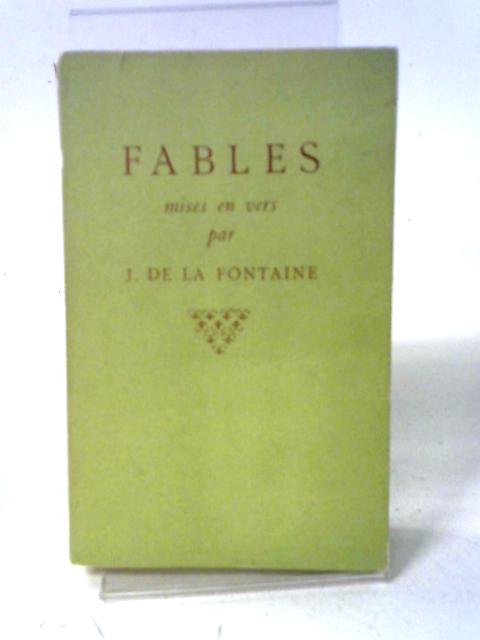 FABLES
mises en vers
par
J. DE LA FONTAINE